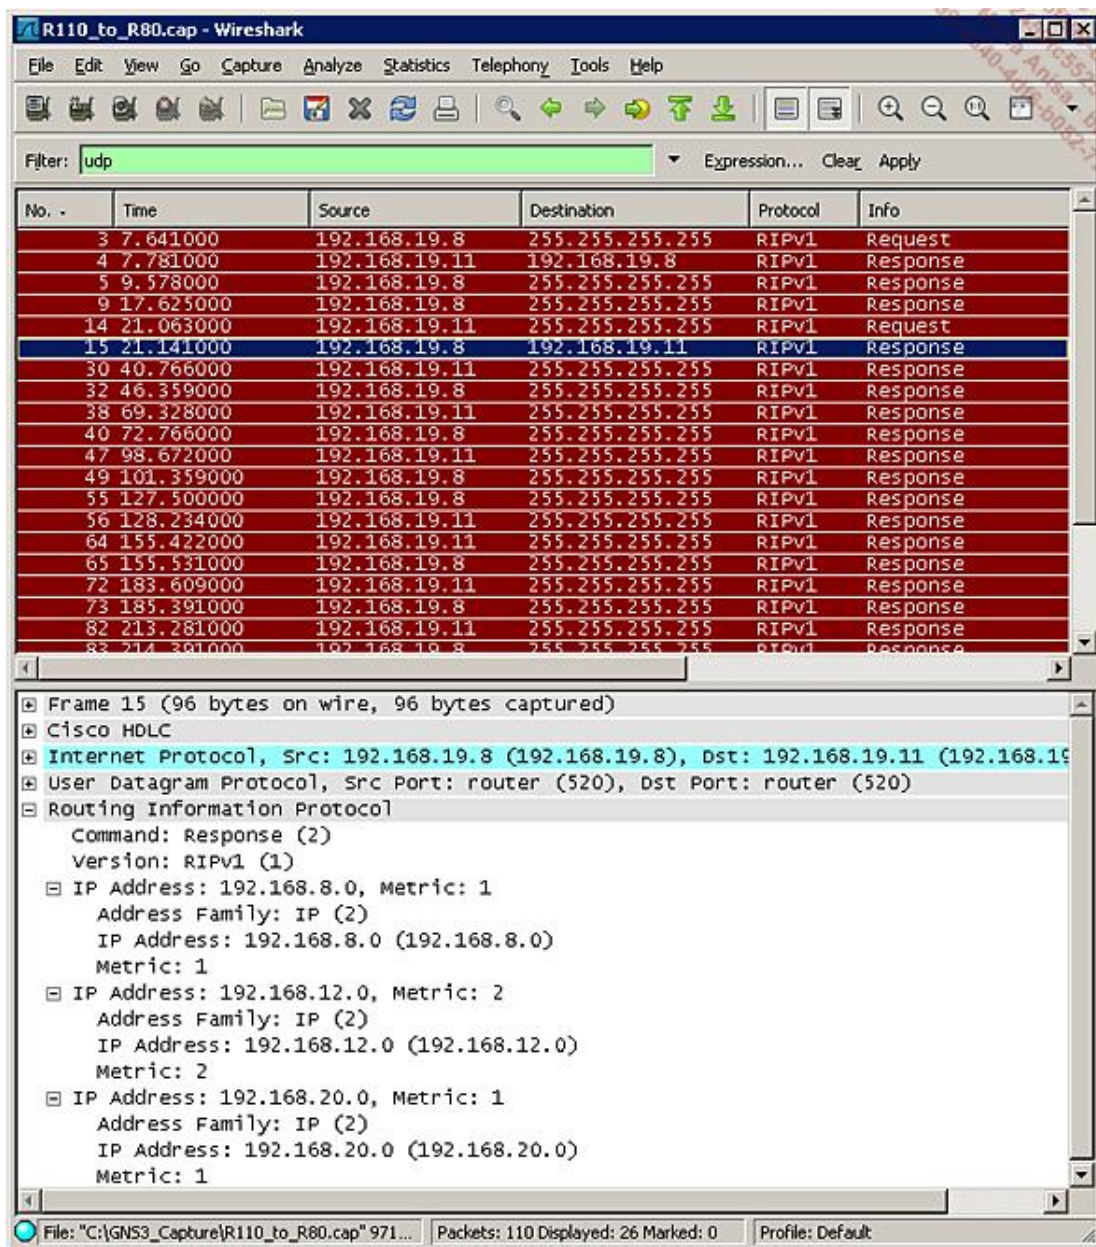 R110_to_R80.cap - Wireshark
File Edit View Go Capture Analyze Statistics Telephony Tools Help
Filter: udp Expression... Clear Apply
No. - Time Source Destination Protocol Info
3 7.641000 192.168.19.8 255.255.255.255 RIPv1 Request
4 7.781000 192.168.19.11 192.168.19.8 RIPv1 Response
5 9.578000 192.168.19.8 255.255.255.255 RIPv1 Response
9 17.625000 192.168.19.8 255.255.255.255 RIPv1 Response
14 21.063000 192.168.19.11 255.255.255.255 RIPv1 Request
15 21.141000 192.168.19.8 192.168.19.11 RIPv1 Response
30 40.766000 192.168.19.11 255.255.255.255 RIPv1 Response
32 46.359000 192.168.19.8 255.255.255.255 RIPv1 Response
38 69.328000 192.168.19.11 255.255.255.255 RIPv1 Response
40 72.766000 192.168.19.8 255.255.255.255 RIPv1 Response
47 98.672000 192.168.19.11 255.255.255.255 RIPv1 Response
49 101.359000 192.168.19.8 255.255.255.255 RIPv1 Response
55 127.500000 192.168.19.8 255.255.255.255 RIPv1 Response
56 128.234000 192.168.19.11 255.255.255.255 RIPv1 Response
64 155.422000 192.168.19.11 255.255.255.255 RIPv1 Response
65 155.531000 192.168.19.8 255.255.255.255 RIPv1 Response
72 183.609000 192.168.19.11 255.255.255.255 RIPv1 Response
73 185.391000 192.168.19.8 255.255.255.255 RIPv1 Response
82 213.281000 192.168.19.11 255.255.255.255 RIPv1 Response
83 214.391000 192.168.19.8 255.255.255.255 RIPv1 Response
Frame 15 (96 bytes on wire, 96 bytes captured)
Cisco HDLC
Internet Protocol, Src: 192.168.19.8 (192.168.19.8), Dst: 192.168.19.11 (192.168.19
User Datagram Protocol, Src Port: router (520), Dst Port: router (520)
Routing Information Protocol
Command: Response (2)
Version: RIPv1 (1)
IP Address: 192.168.8.0, Metric: 1
Address Family: IP (2)
IP Address: 192.168.8.0 (192.168.8.0)
Metric: 1
IP Address: 192.168.12.0, Metric: 2
Address Family: IP (2)
IP Address: 192.168.12.0 (192.168.12.0)
Metric: 2
IP Address: 192.168.20.0, Metric: 1
Address Family: IP (2)
IP Address: 192.168.20.0 (192.168.20.0)
Metric: 1
File: "C:\GNS3_Capture\R110_to_R80.cap" 971... Packets: 110 Displayed: 26 Marked: 0 Profile: Default